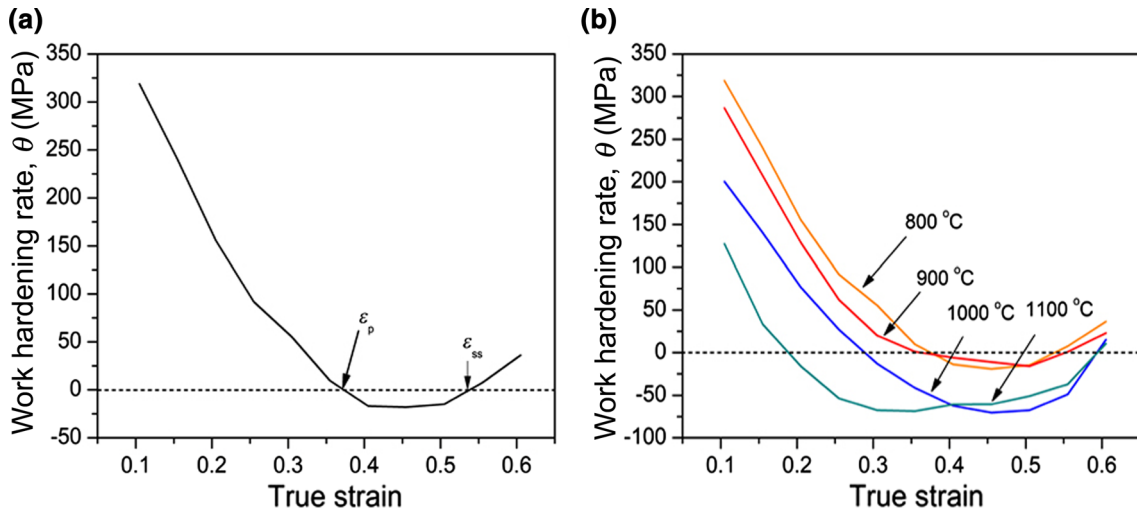 (a)
Work hardening rate, θ (MPa)
350
300
250
200
150
100
50
0
-50
εp
εss
0.1 0.2 0.3 0.4 0.5 0.6
True strain
(b)
Work hardening rate, θ (MPa)
350
300
250
200
150
100
50
0
-50
-100
800 °C
900 °C
1000 °C 1100 °C
0.1 0.2 0.3 0.4 0.5 0.6
True strain